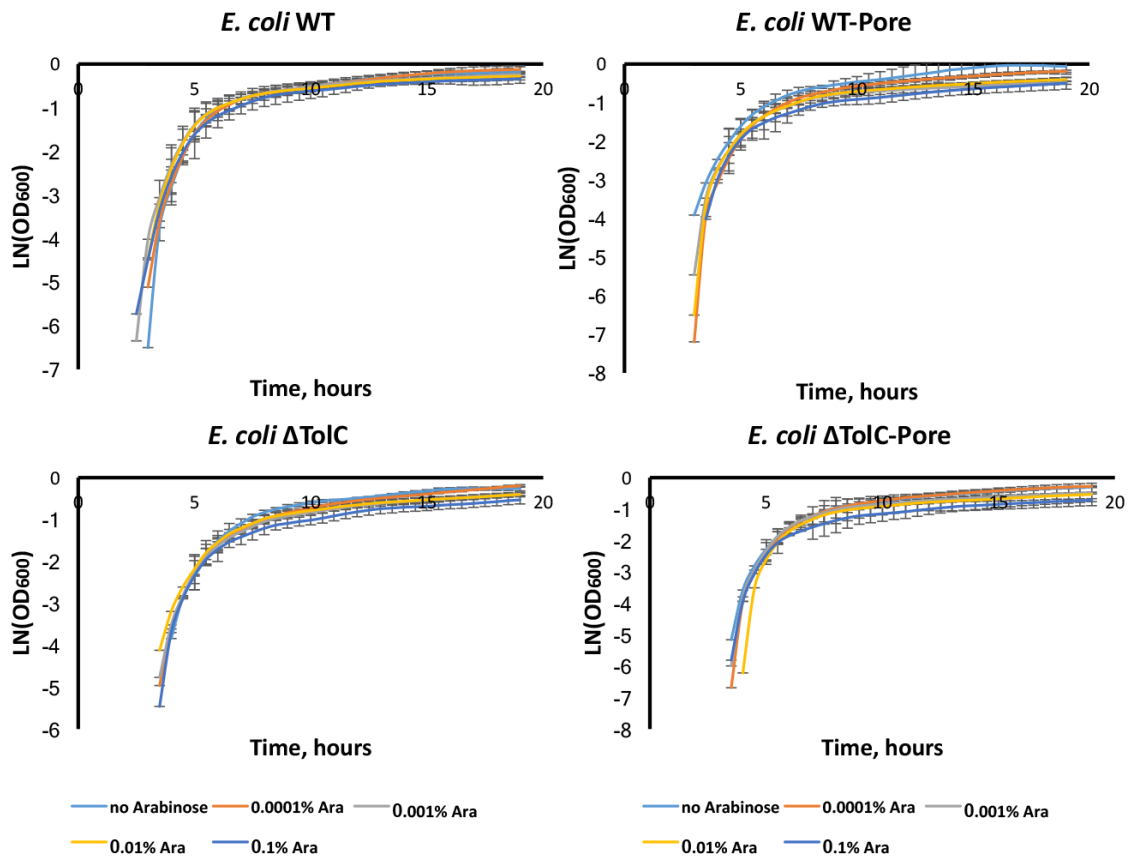 E. coli WT
E. coli WT-Pore
0
0 5 10 15 20
-1
-2
-3
-4
-5
-6
-7
LN(OD600)
Time, hours
0
0 5 10 15 20
-1
-2
-3
-4
-5
-6
-7
-8
LN(OD600)
Time, hours
E. coli ΔTolC
E. coli ΔTolC-Pore
0
0 5 10 15 20
-1
-2
-3
-4
-5
-6
LN(OD600)
Time, hours
0
0 5 10 15 20
-1
-2
-3
-4
-5
-6
-7
-8
LN(OD600)
Time, hours
no Arabinose 0.0001% Ara 0.001% Ara
0.01% Ara 0.1% Ara
no Arabinose 0.0001% Ara 0.001% Ara
0.01% Ara 0.1% Ara